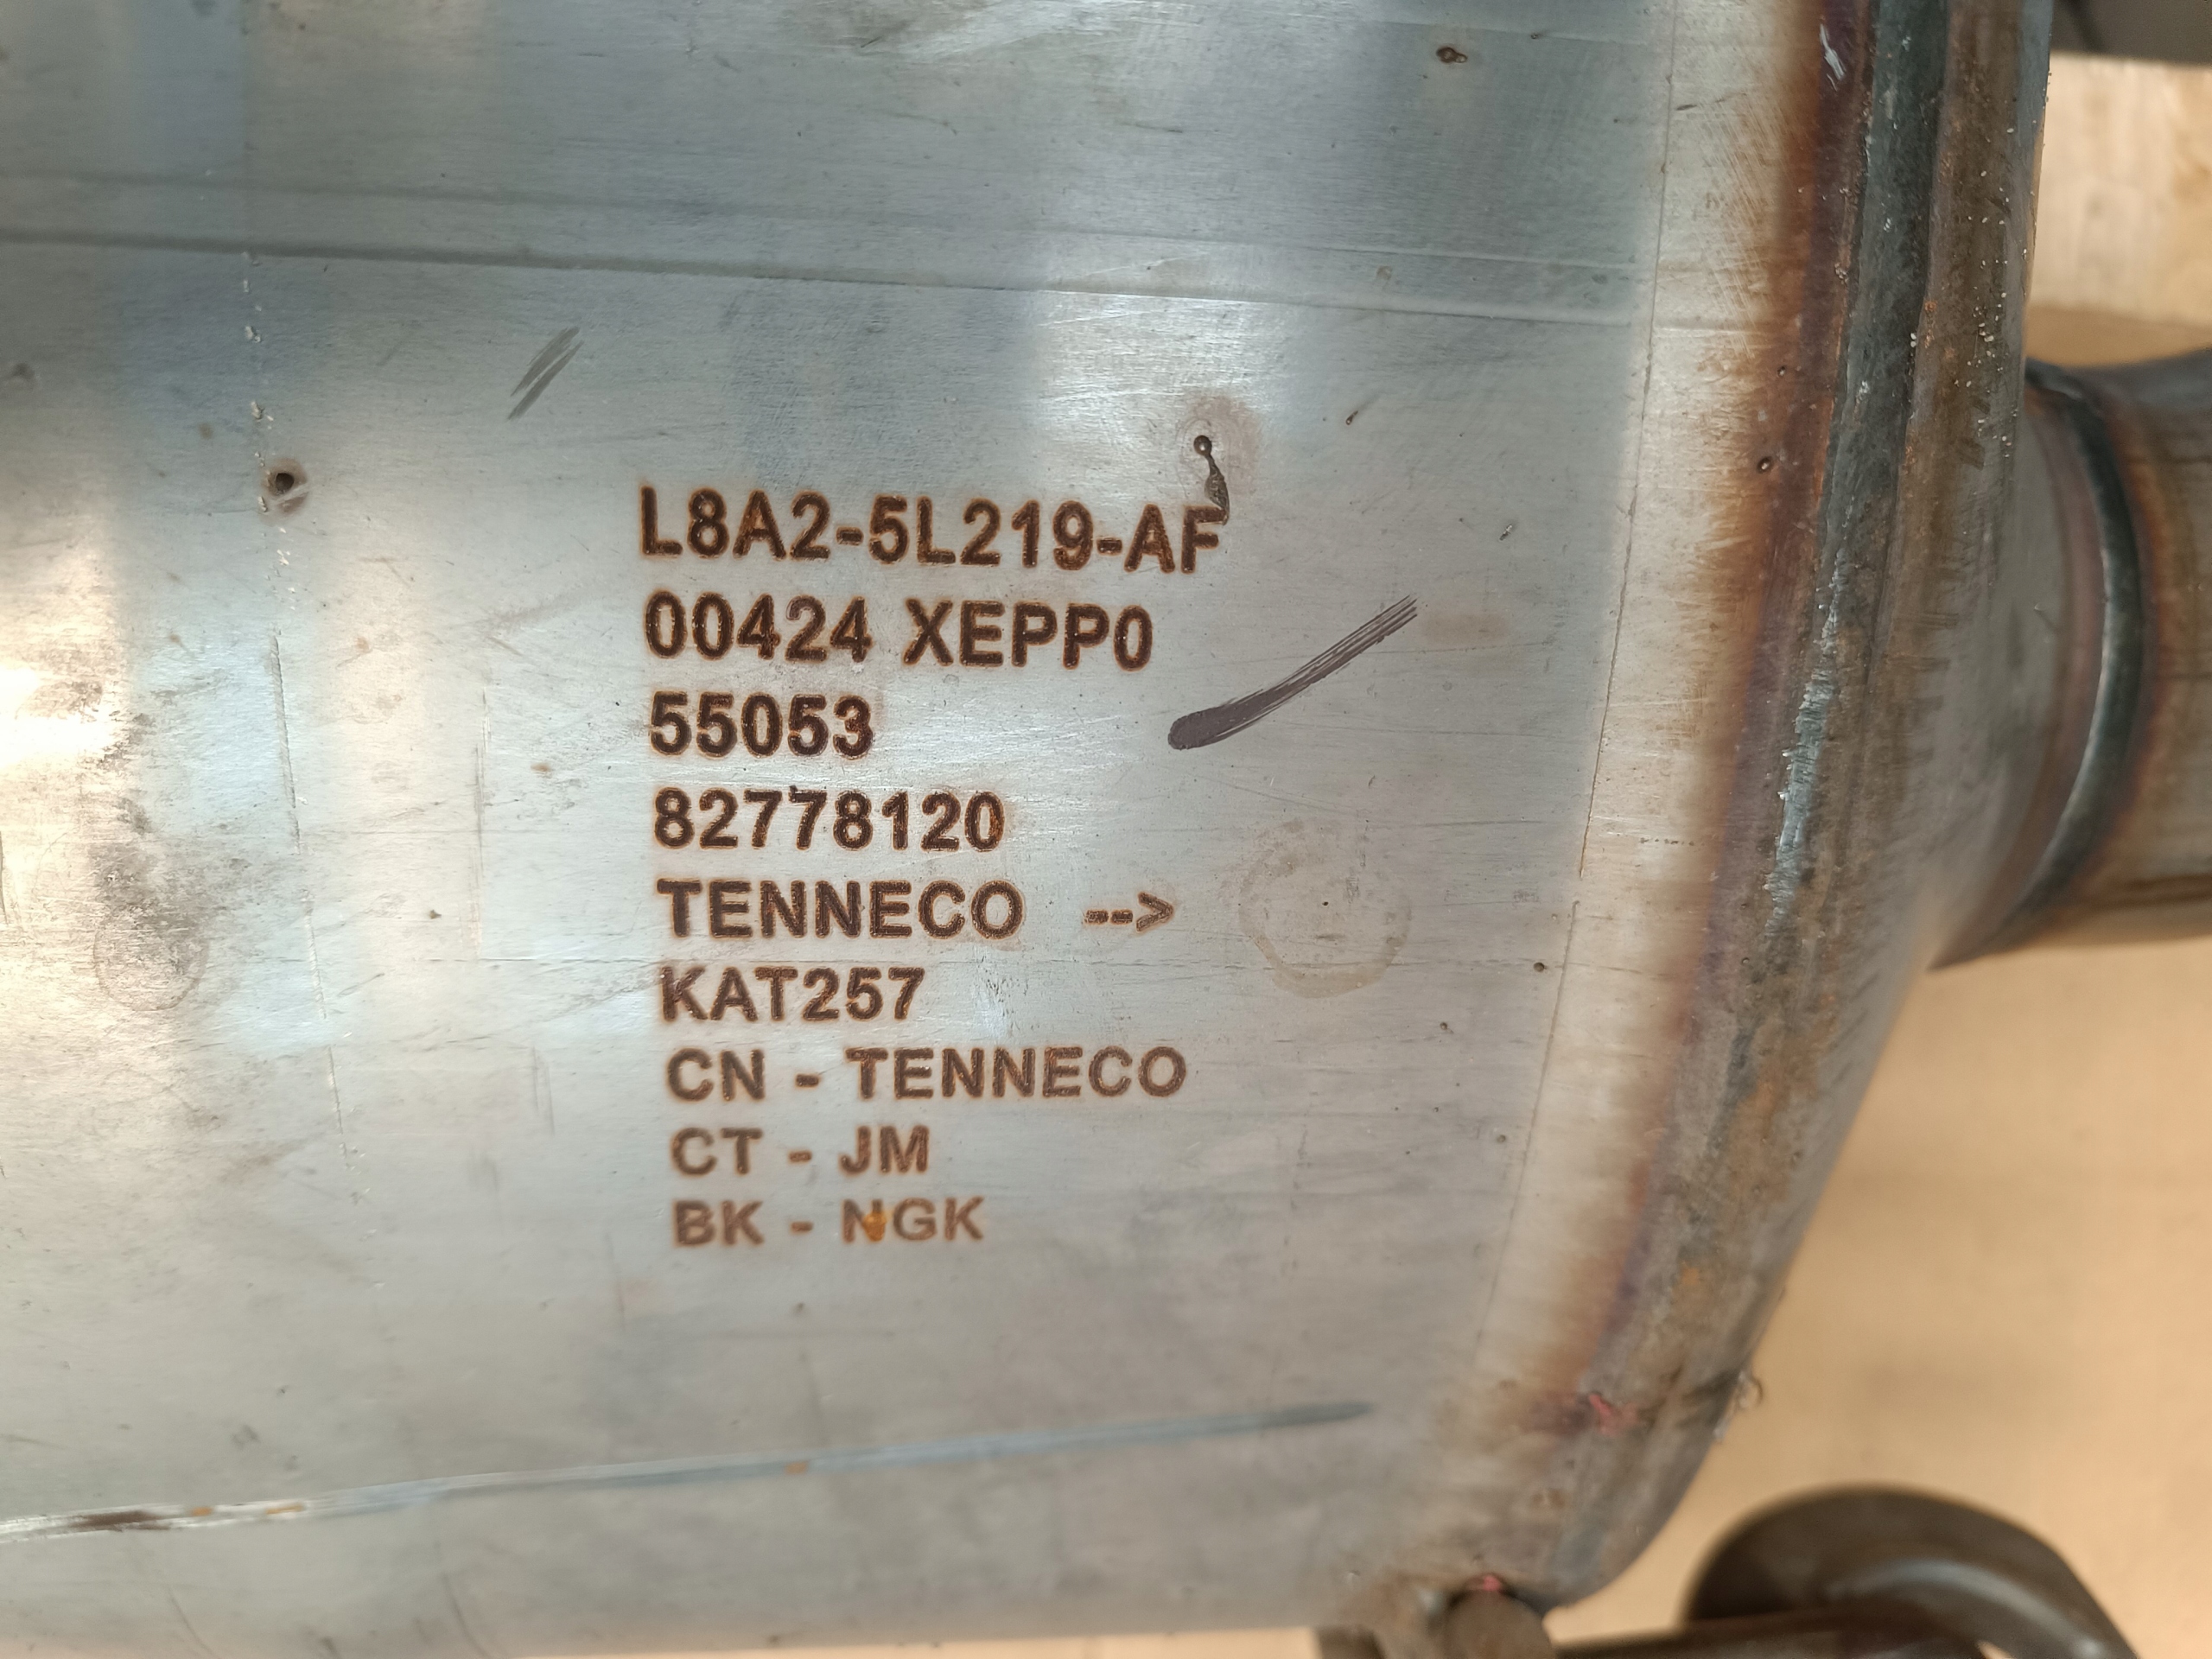 L8A2-5L219-AF
00424 XEPP0
55053
82778120
TENNECO -->
KAT257
CN - TENNECO
CT - JM
BK - NGK